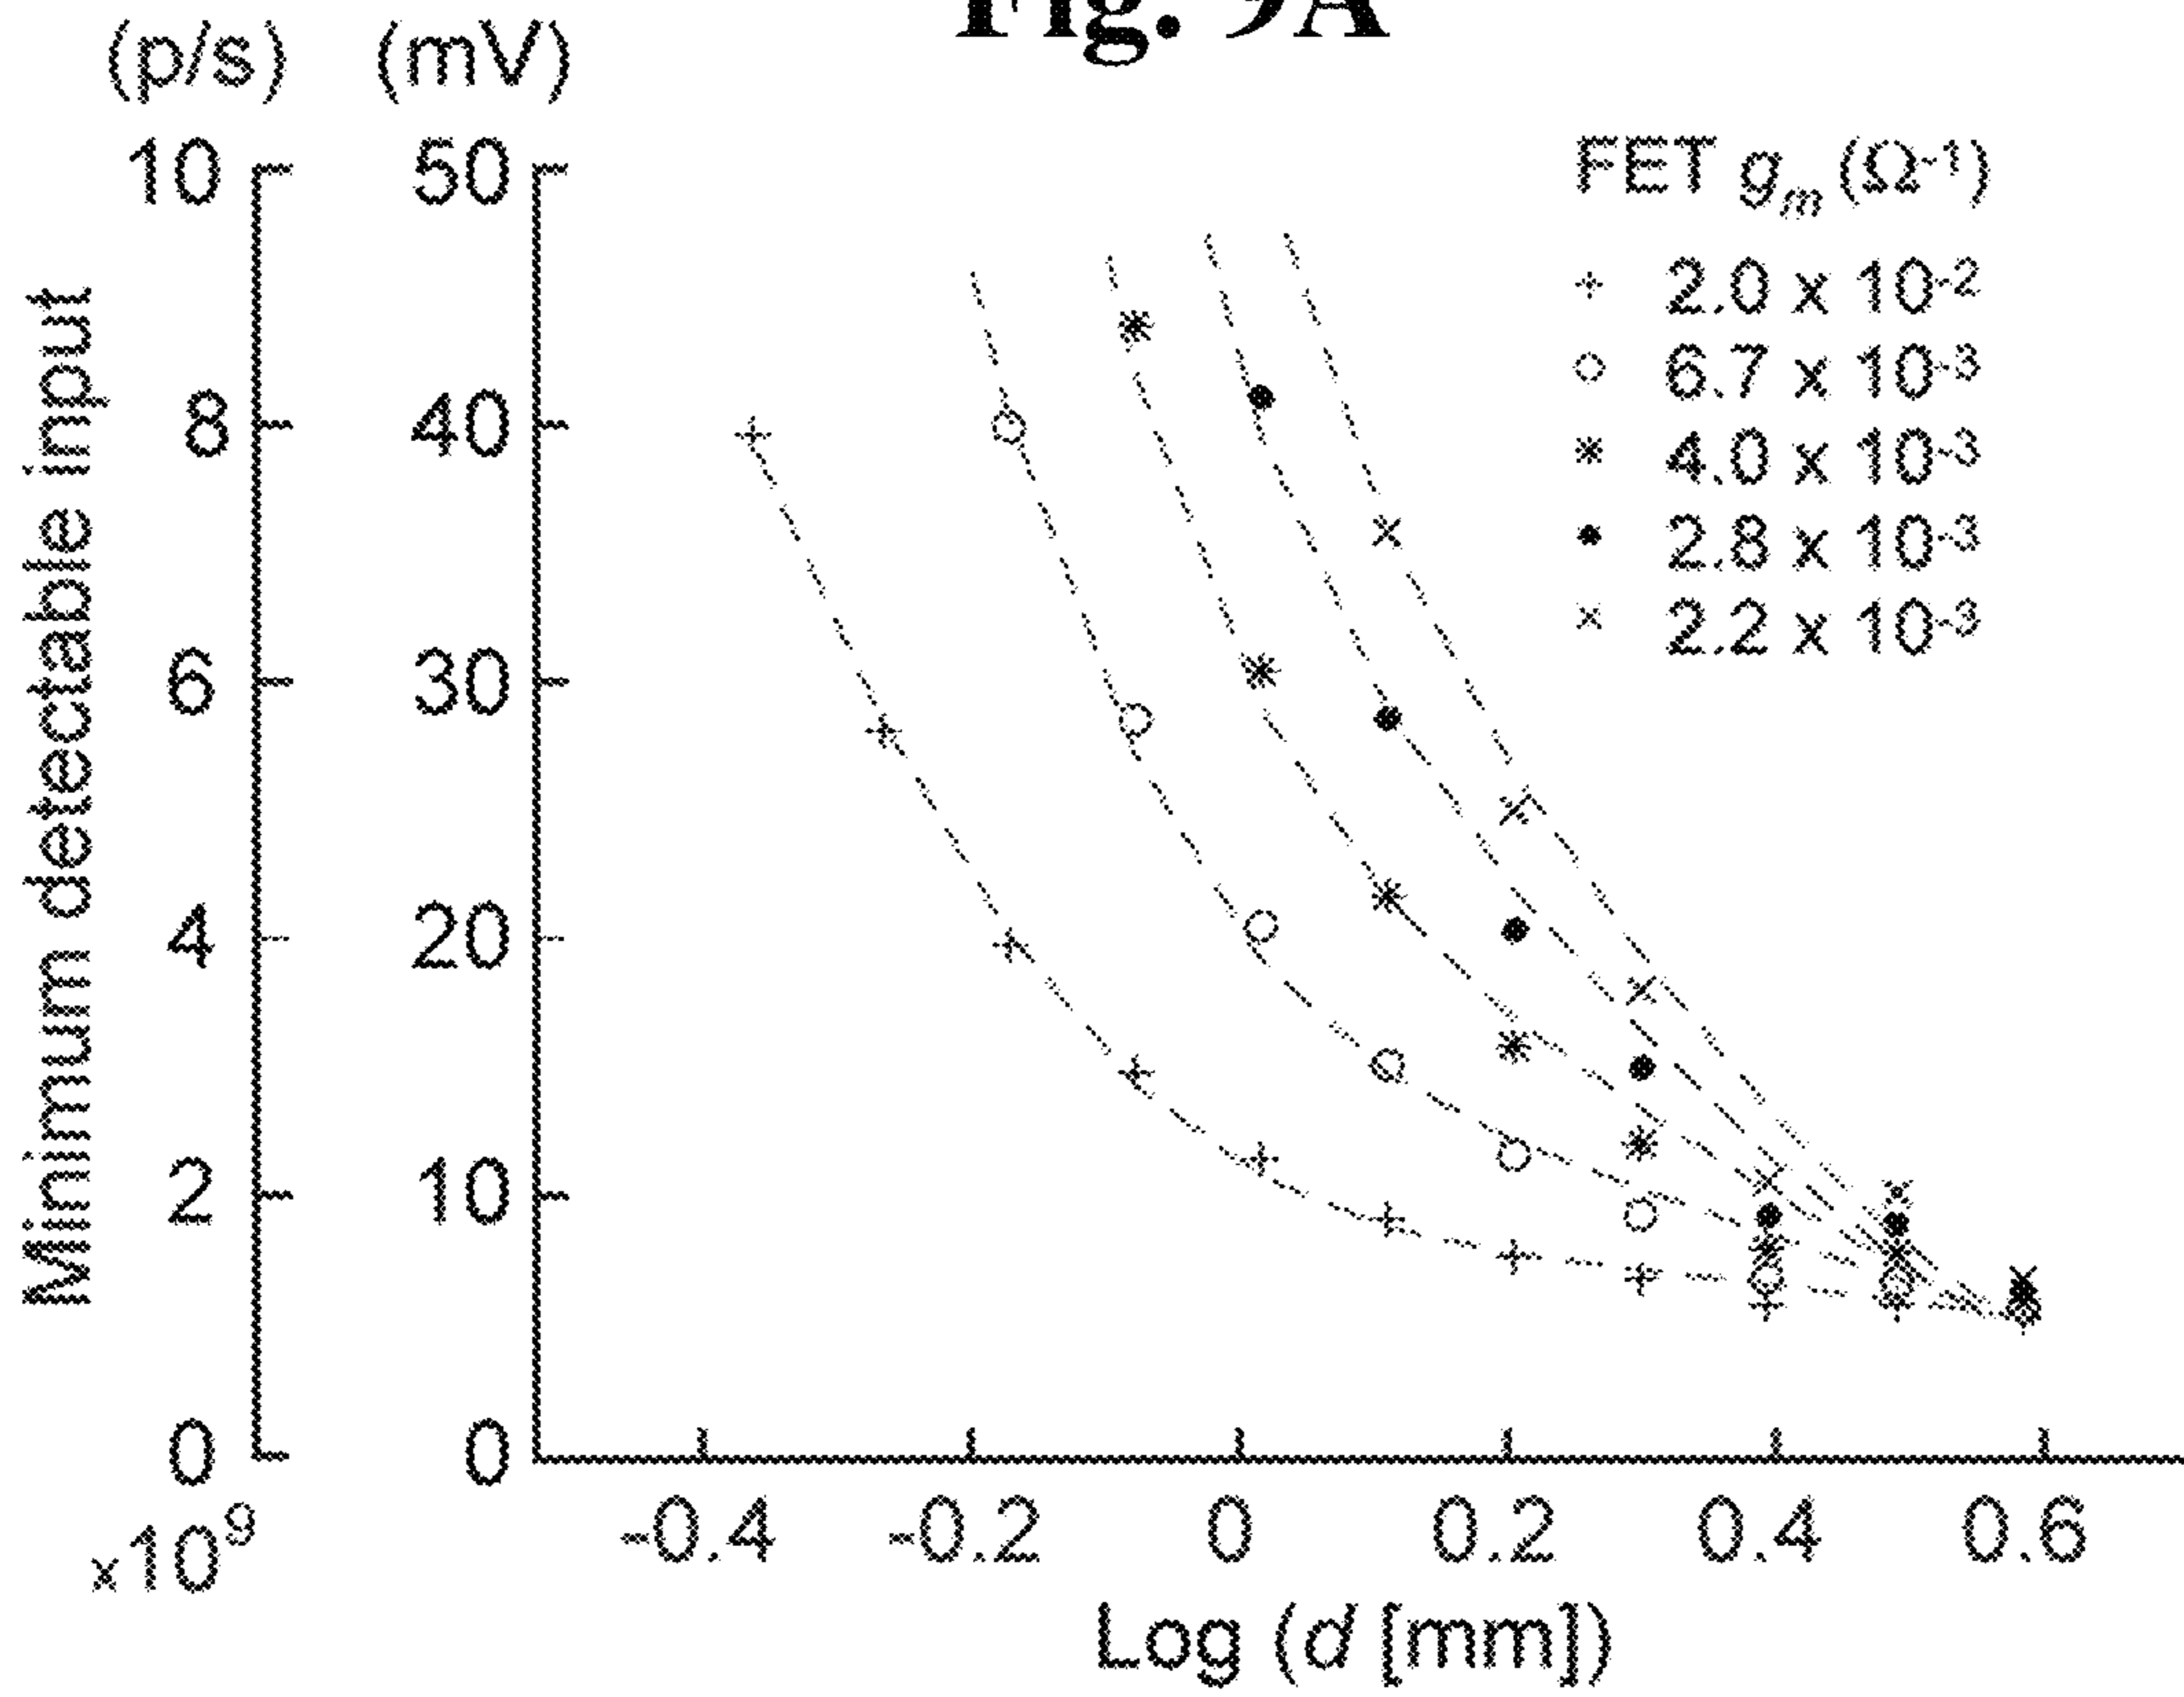 Fig. 9A
(p/s) (mV)
10 50
8 40
6 30
4 20
2 10
0 0
x10⁹
Minimum detectable input
FET gₘ (Ω⁻¹)
+ 2.0 x 10⁻²
○ 6.7 x 10⁻³
* 4.0 x 10⁻³
● 2.8 x 10⁻³
× 2.2 x 10⁻³
-0.4 -0.2 0 0.2 0.4 0.6
Log (d [mm])